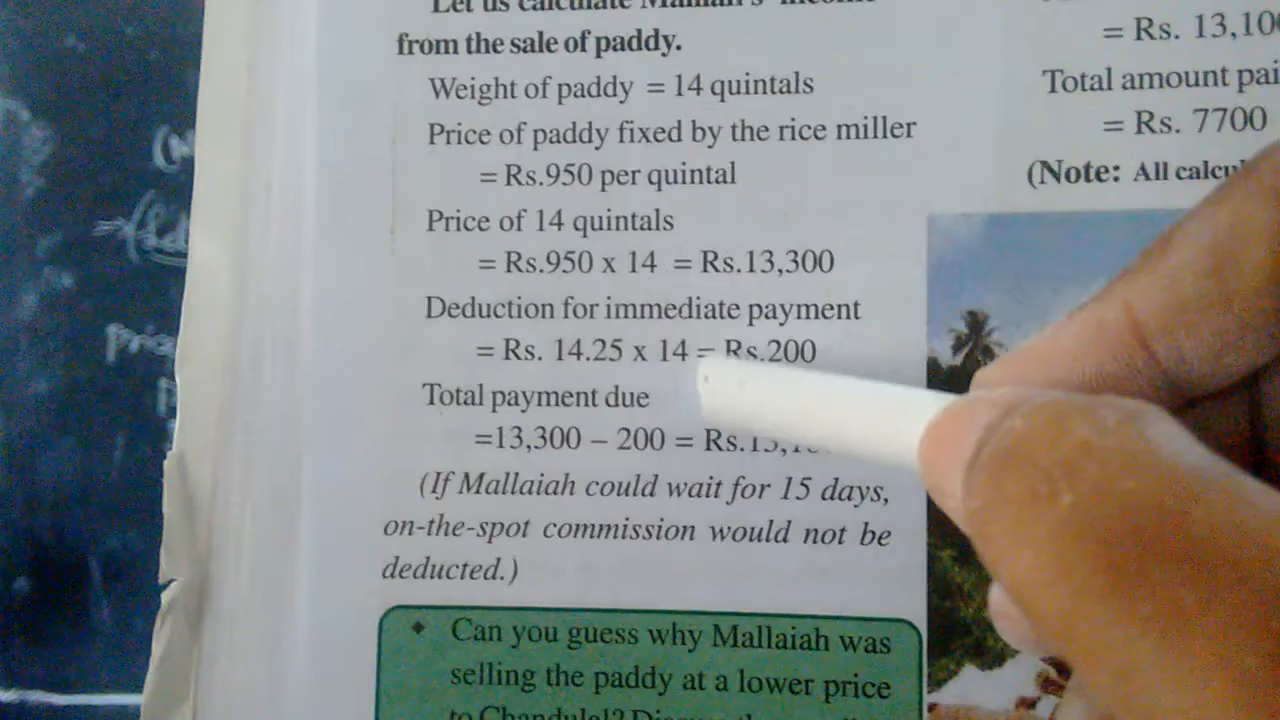 Let us calculate
from the sale of paddy.
Weight of paddy = 14 quintals
Price of paddy fixed by the rice miller
= Rs.950 per quintal
Price of 14 quintals
= Rs.950 x 14 = Rs.13,300
Deduction for immediate payment
= Rs. 14.25 x 14 = Rs.200
Total payment due
=13,300 – 200 = Rs.
(If Mallaiah could wait for 15 days,
on-the-spot commission would not be
deducted.)
◆ Can you guess why Mallaiah was
selling the paddy at a lower price
= Rs. 13,10
Total amount pai
= Rs. 7700
(Note: All calcu